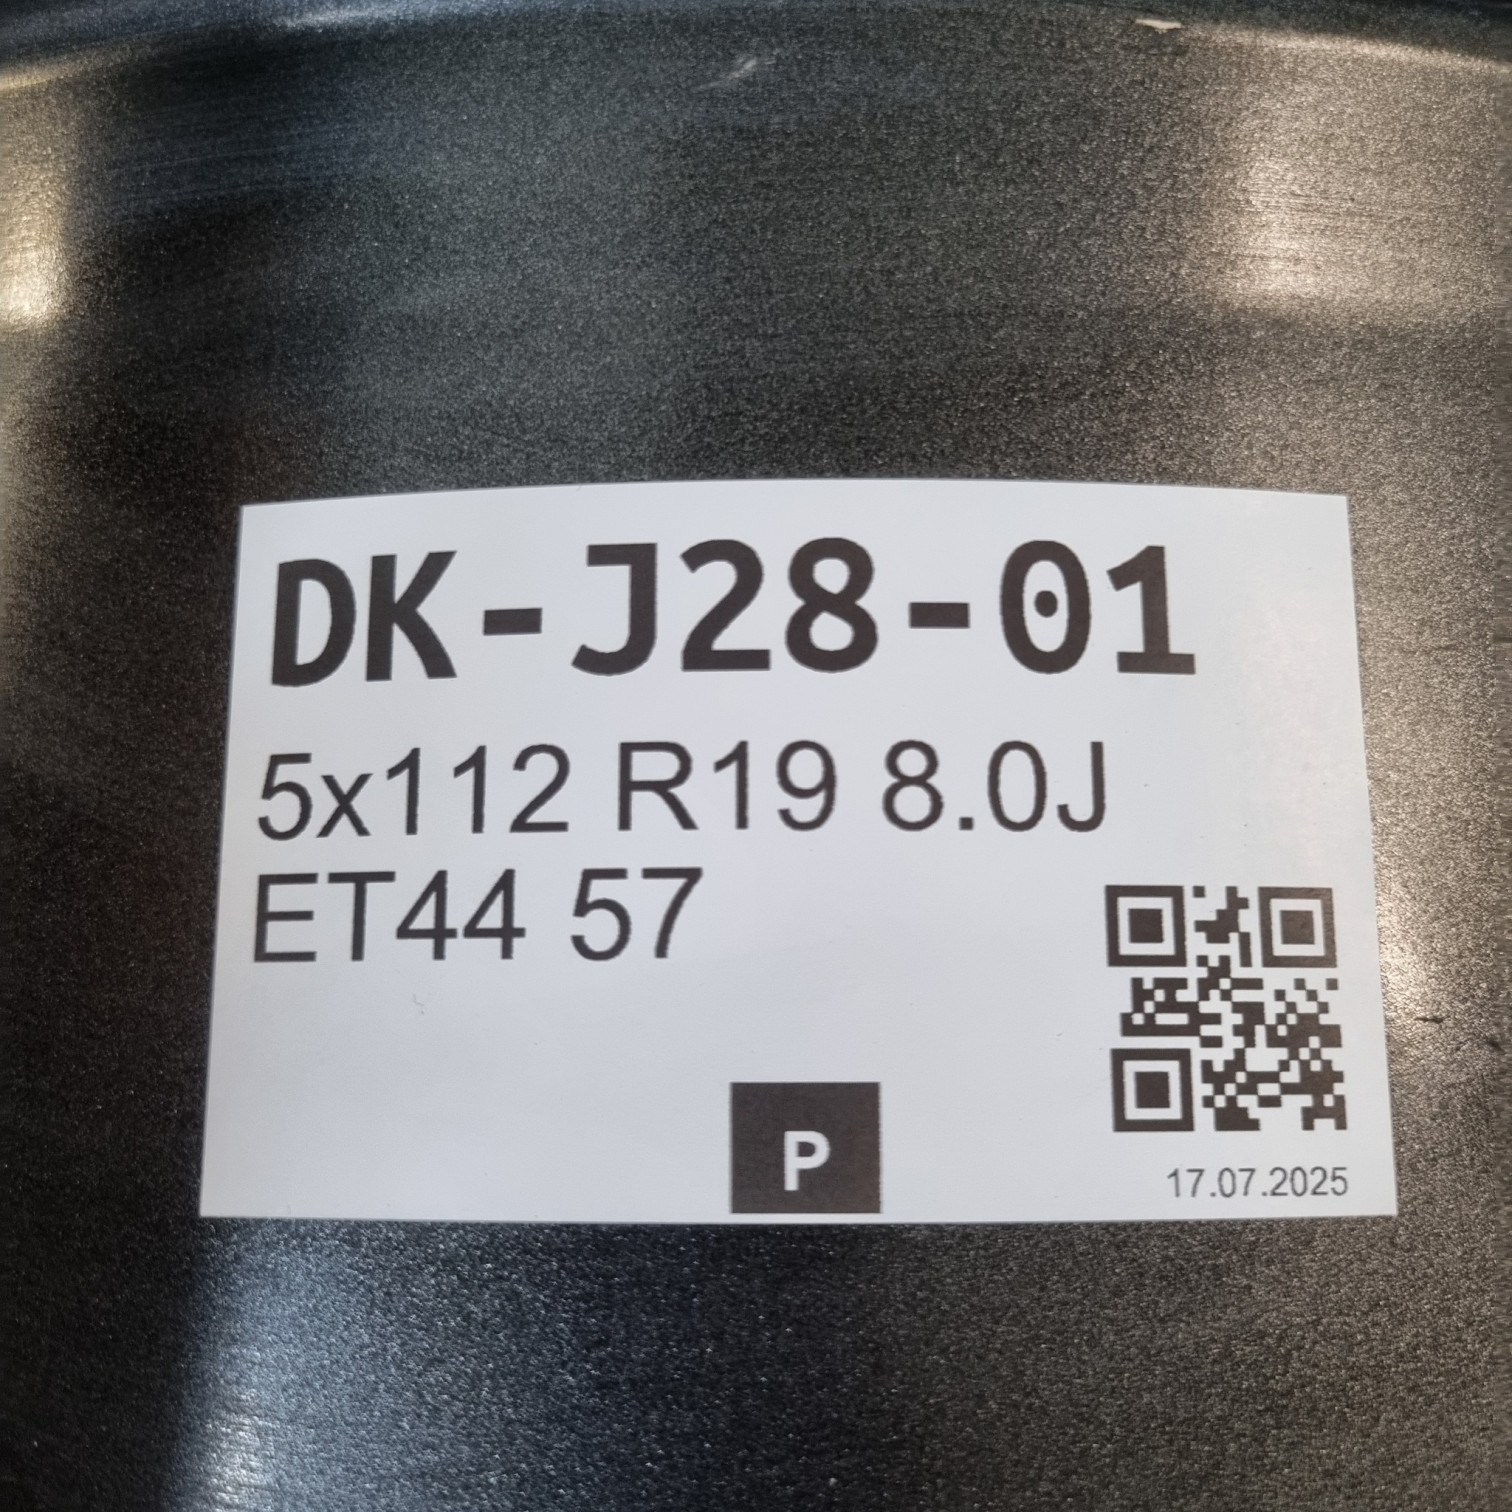 DK-J28-01
5x112 R19 8.0J
ET44 57
P
17.07.2025